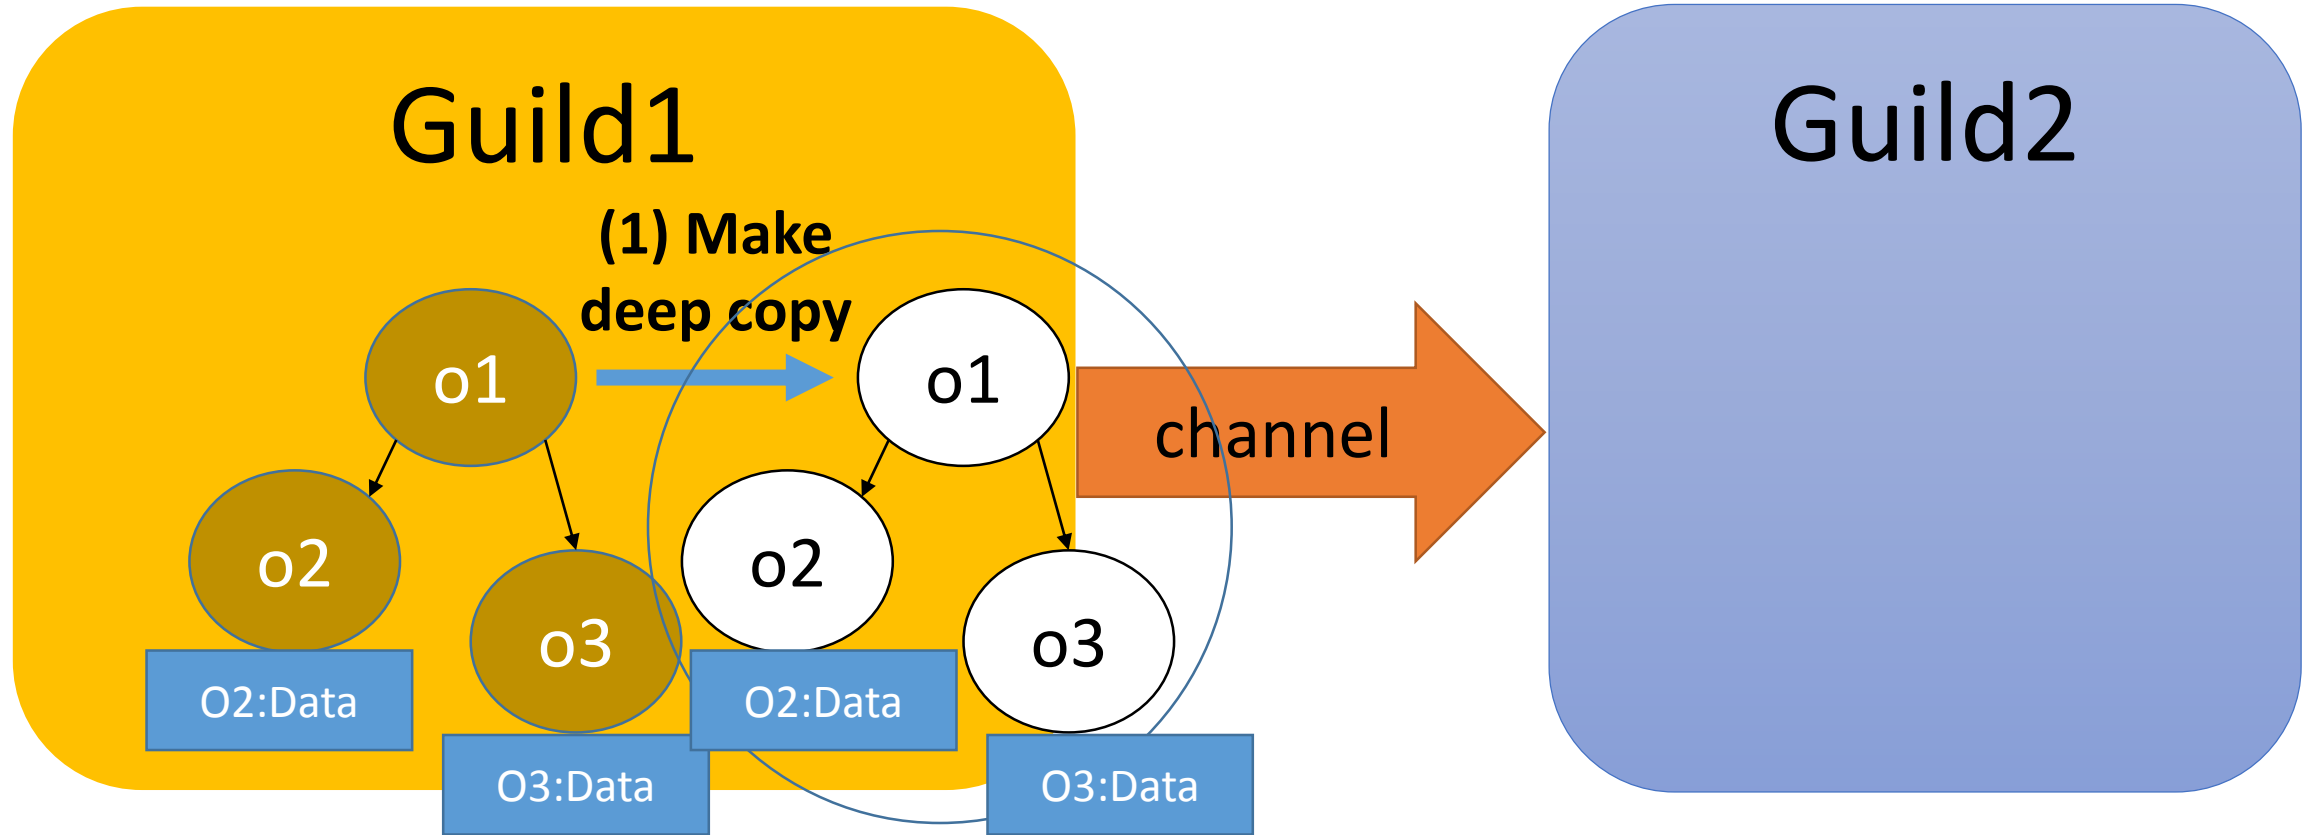 Guild1
Guild2
(1) Make
deep copy
o1
o1
channel
o2
o2
o3
o3
O2:Data
O2:Data
O3:Data
O3:Data